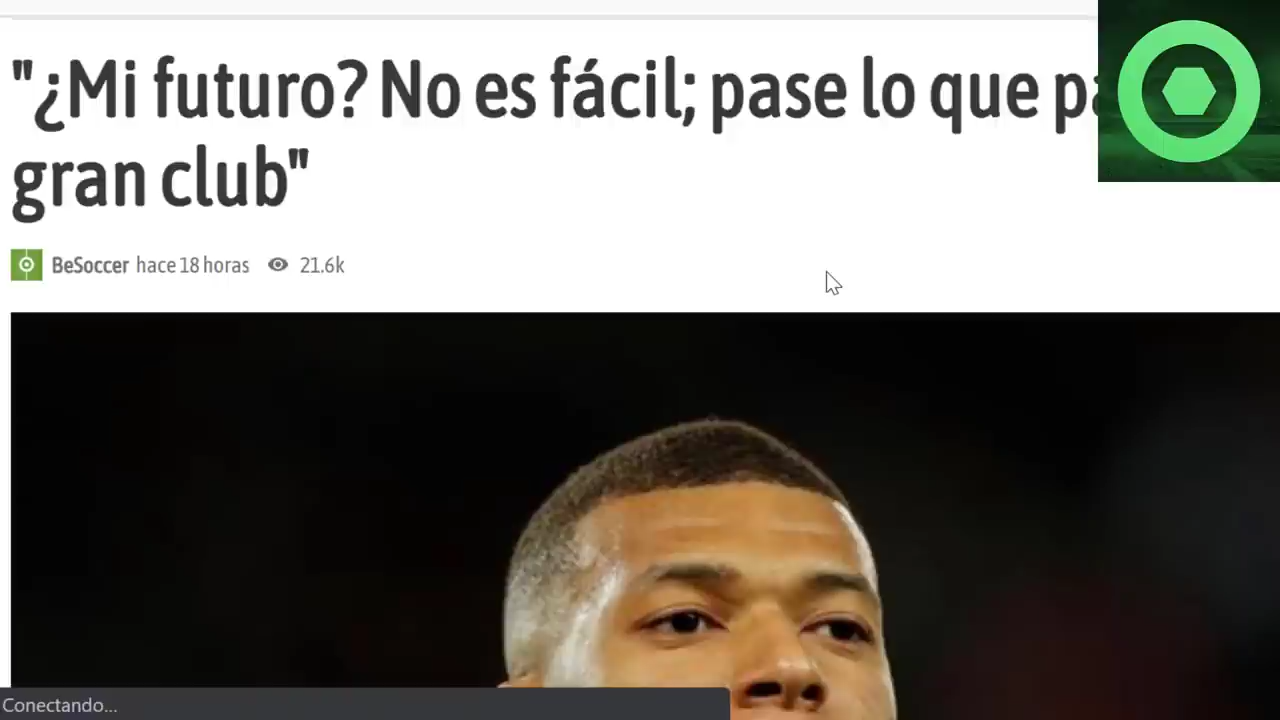 "¿Mi futuro? No es fácil; pase lo que
gran club"
BeSoccer hace 18 horas 21.6k
Conectando...